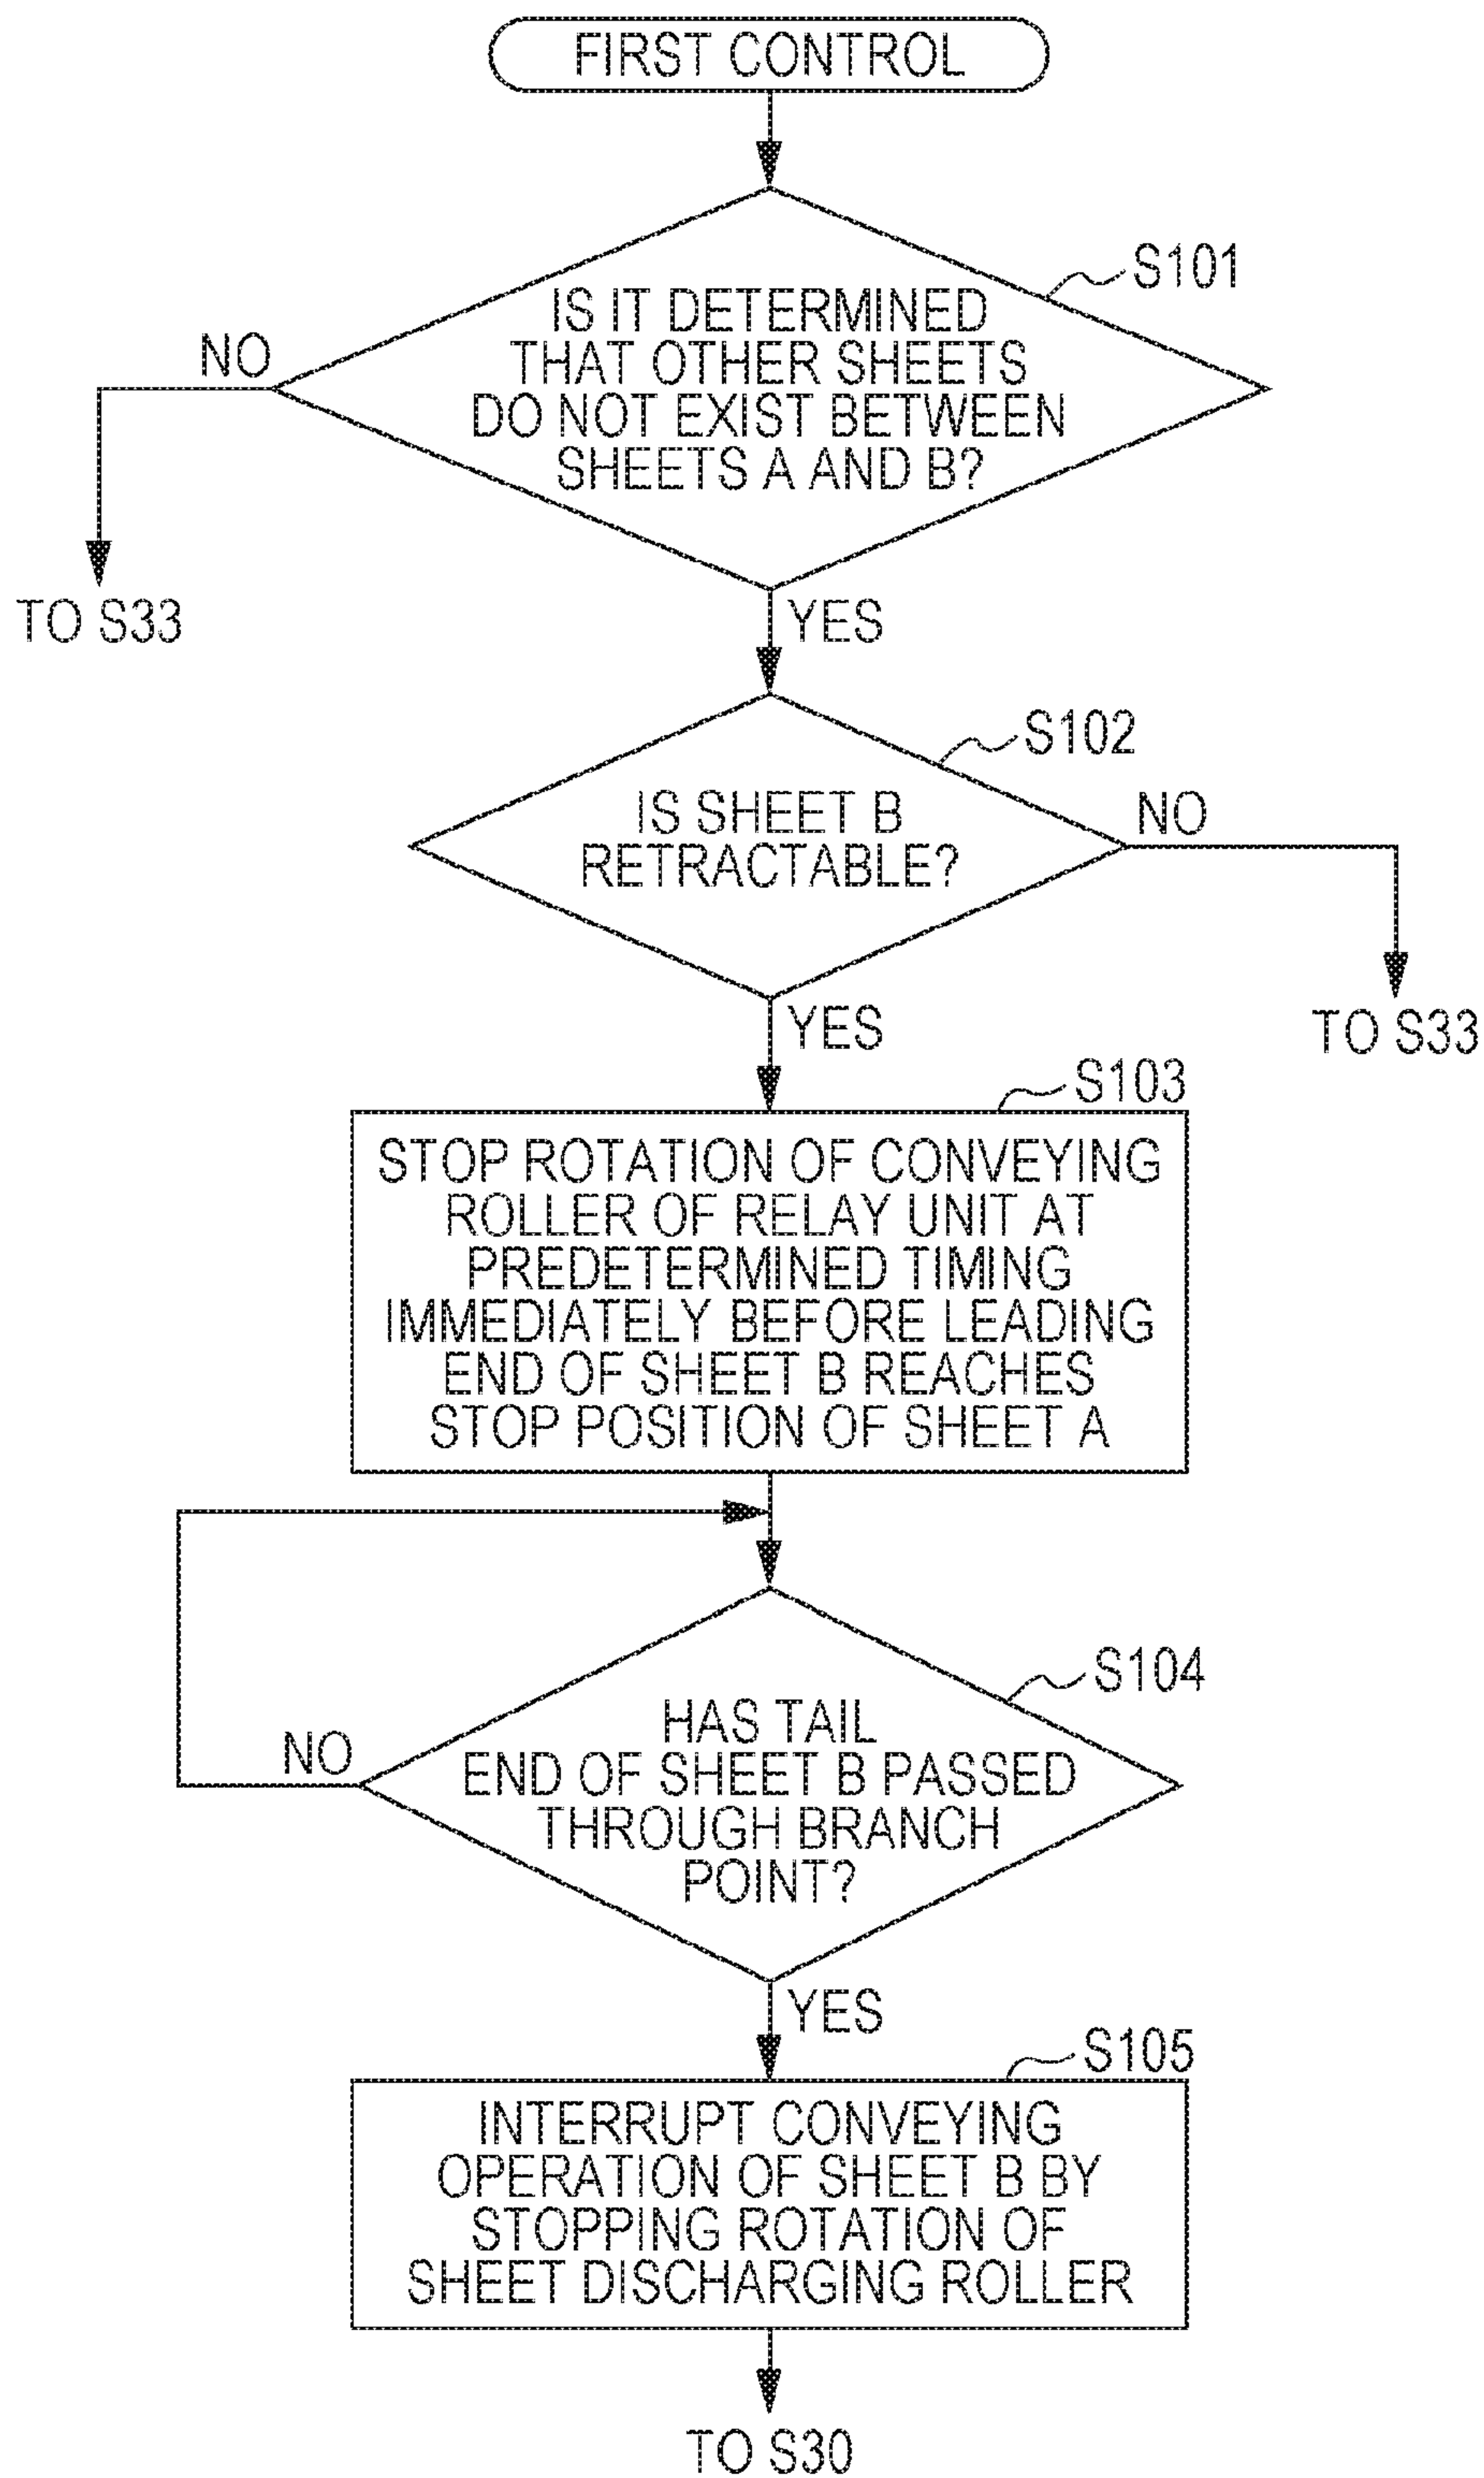 FIRST CONTROL
S101
IS IT DETERMINED
THAT OTHER SHEETS
DO NOT EXIST BETWEEN
SHEETS A AND B?
NO
TO S33
YES
S102
IS SHEET B
RETRACTABLE?
NO
TO S33
YES
S103
STOP ROTATION OF CONVEYING
ROLLER OF RELAY UNIT AT
PREDETERMINED TIMING
IMMEDIATELY BEFORE LEADING
END OF SHEET B REACHES
STOP POSITION OF SHEET A
S104
HAS TAIL
END OF SHEET B PASSED
THROUGH BRANCH
POINT?
NO
YES
S105
INTERRUPT CONVEYING
OPERATION OF SHEET B BY
STOPPING ROTATION OF
SHEET DISCHARGING ROLLER
TO S30